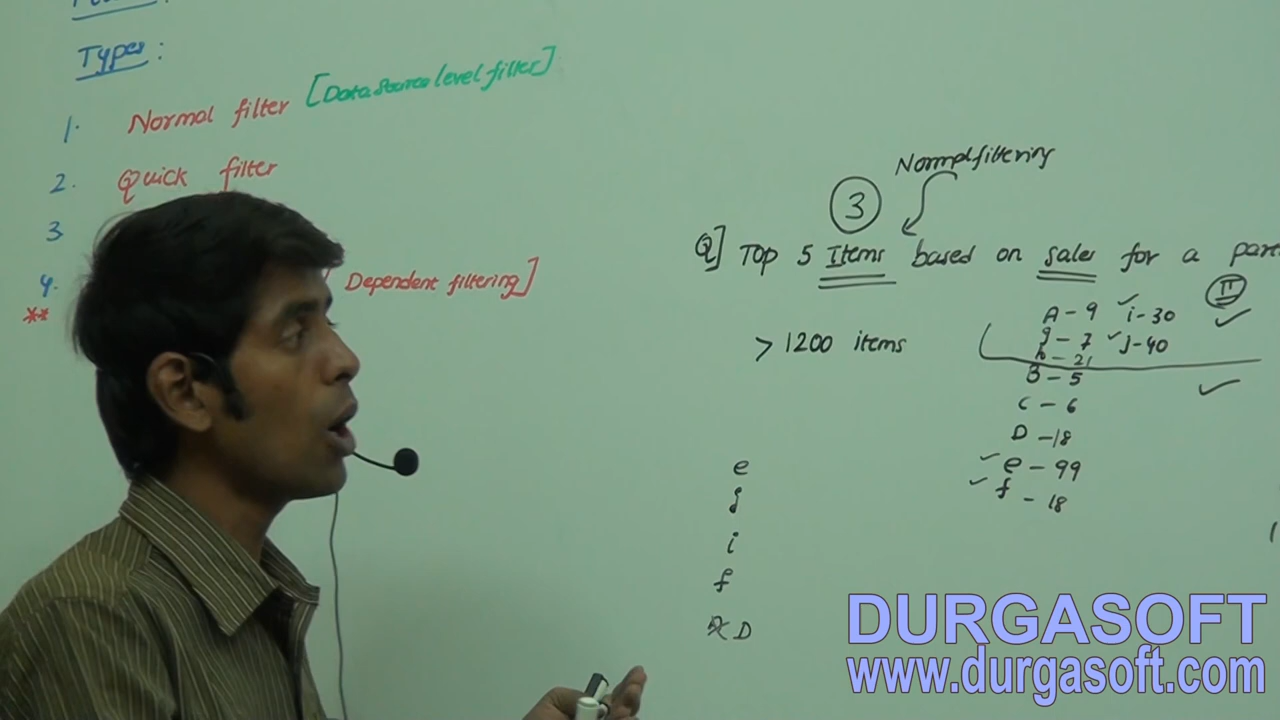 Types :
1. Normal filter [Data source level filter]
2. Quick filter
3
4. Dependent filtering]
**
Normal filtering
3
Q] Top 5 Items based on sales for a
> 1200 items
A - 9 i - 30
g - 7 j - 40
h - 21
B - 5
C - 6
D - 18
e - 99
f - 18
e
j
i
f
D
DURGASOFT
www.durgasoft.com